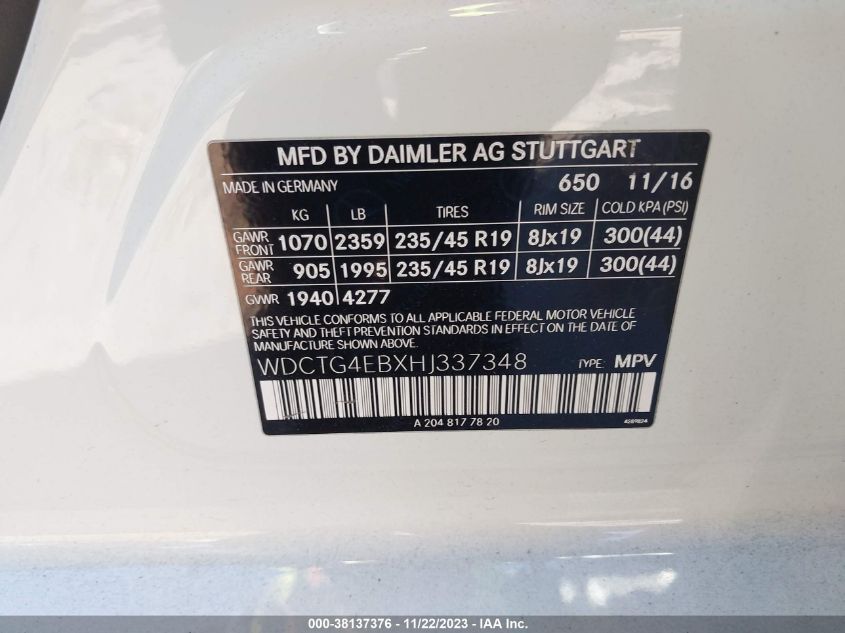 MFD BY DAIMLER AG STUTTGART
MADE IN GERMANY 650 11/16
KG LB TIRES RIM SIZE COLD KPA (PSI)
GAWR FRONT 1070 2359 235/45 R19 8Jx19 300(44)
GAWR REAR 905 1995 235/45 R19 8Jx19 300(44)
GVWR 1940 4277
THIS VEHICLE CONFORMS TO ALL APPLICABLE FEDERAL MOTOR VEHICLE
SAFETY AND THEFT PREVENTION STANDARDS IN EFFECT ON THE DATE OF
MANUFACTURE SHOWN ABOVE.
WDCTG4EBXHJ337348 TYPE: MPV
A 204 817 78 20
000-38137376 - 11/22/2023 - IAAI.COM